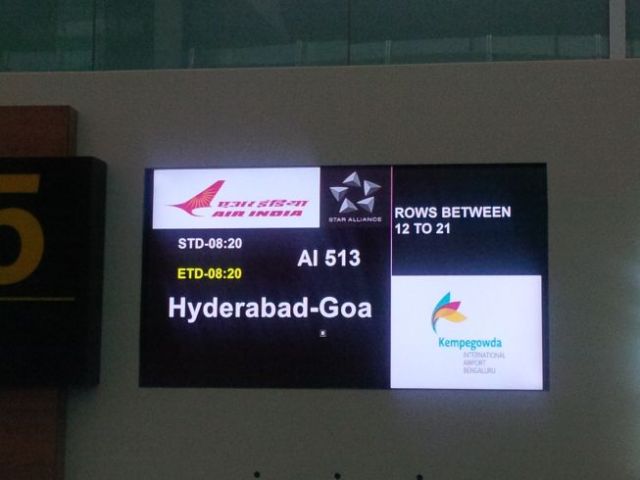 5
एअर इंडिया
AIR INDIA
STAR ALLIANCE
STD-08:20
AI 513
ETD-08:20
Hyderabad-Goa
ROWS BETWEEN
12 TO 21
Kempegowda
INTERNATIONAL
AIRPORT
BENGALURU